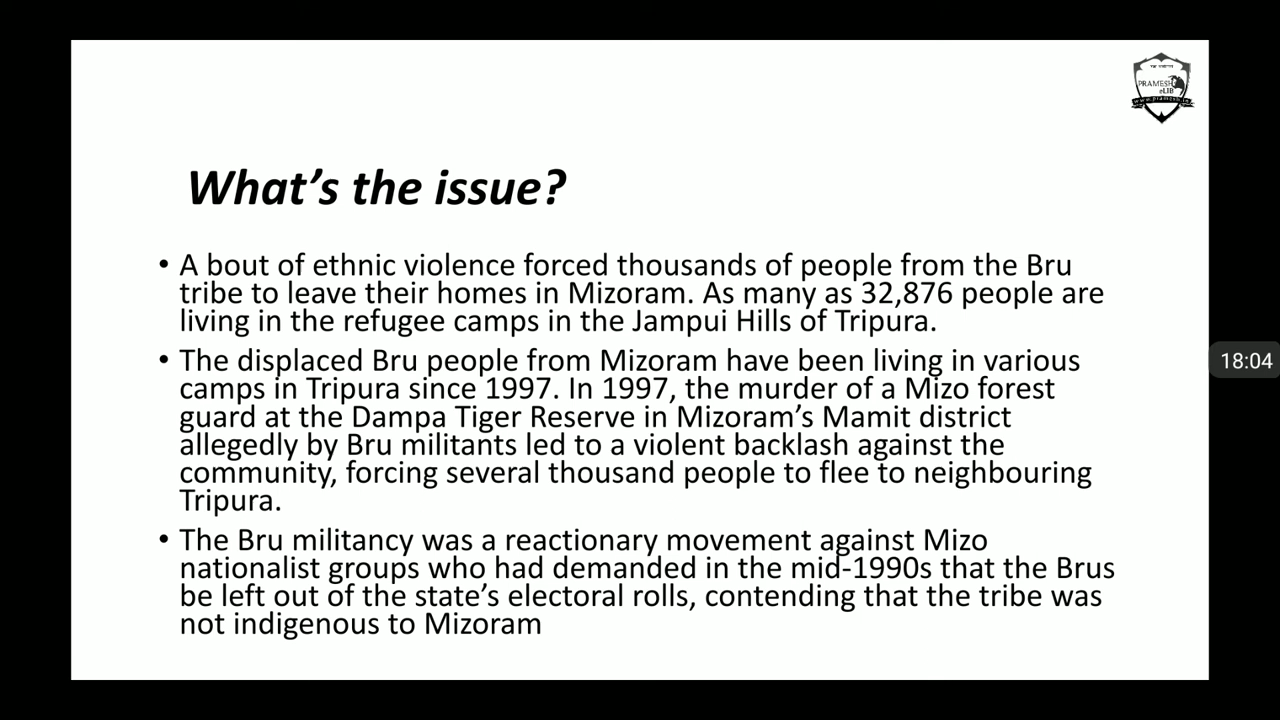 PRAMESH
eLIB
What's the issue?
• A bout of ethnic violence forced thousands of people from the Bru
tribe to leave their homes in Mizoram. As many as 32,876 people are
living in the refugee camps in the Jampui Hills of Tripura.
• The displaced Bru people from Mizoram have been living in various
camps in Tripura since 1997. In 1997, the murder of a Mizo forest
guard at the Dampa Tiger Reserve in Mizoram's Mamit district
allegedly by Bru militants led to a violent backlash against the
community, forcing several thousand people to flee to neighbouring
Tripura.
• The Bru militancy was a reactionary movement against Mizo
nationalist groups who had demanded in the mid-1990s that the Brus
be left out of the state's electoral rolls, contending that the tribe was
not indigenous to Mizoram
18:04